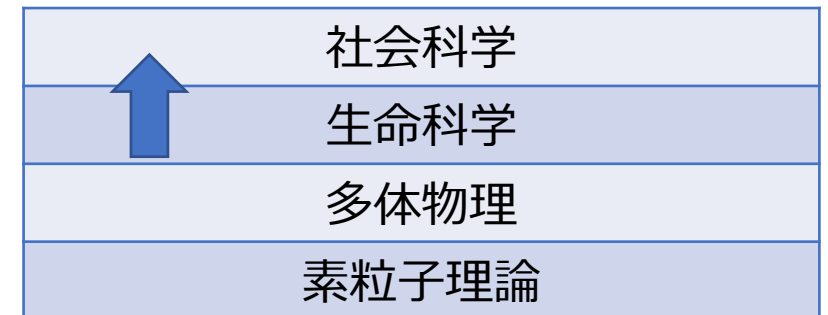 社会科学
生命科学
多体物理
素粒子理論